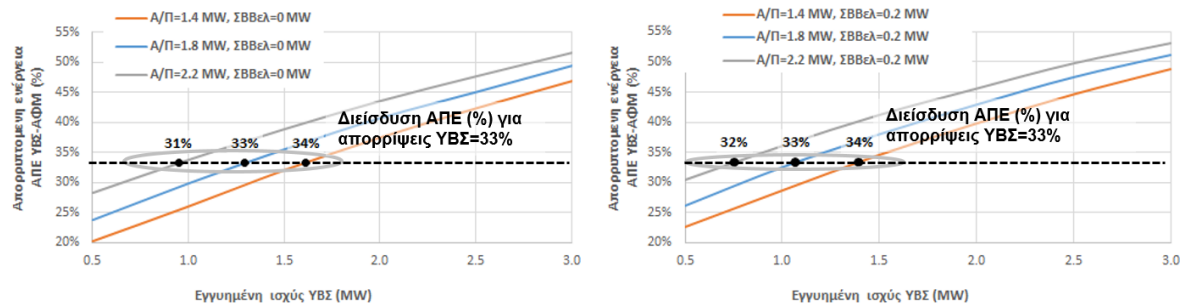 55%
50%
45%
40%
35%
30%
25%
20%
Απορριπτομένη ενέργεια
ΑΠΕ ΥΒΣ-ΑΦΜ (%)
Α/Π=1.4 MW, ΣΒΒελ=0 MW
Α/Π=1.8 MW, ΣΒΒελ=0 MW
Α/Π=2.2 MW, ΣΒΒελ=0 MW
Διείσδυση ΑΠΕ (%) για
απορρίψεις ΥΒΣ=33%
31% 33% 34%
0.5 1.0 1.5 2.0 2.5 3.0
Εγγυημένη ισχύς ΥΒΣ (MW)
55%
50%
45%
40%
35%
30%
25%
20%
Απορριπτομένη ενέργεια
ΑΠΕ ΥΒΣ-ΑΦΜ (%)
Α/Π=1.4 MW, ΣΒΒελ=0.2 MW
Α/Π=1.8 MW, ΣΒΒελ=0.2 MW
Α/Π=2.2 MW, ΣΒΒελ=0.2 MW
Διείσδυση ΑΠΕ (%) για
απορρίψεις ΥΒΣ=33%
32% 33% 34%
0.5 1.0 1.5 2.0 2.5 3.0
Εγγυημένη ισχύς ΥΒΣ (MW)